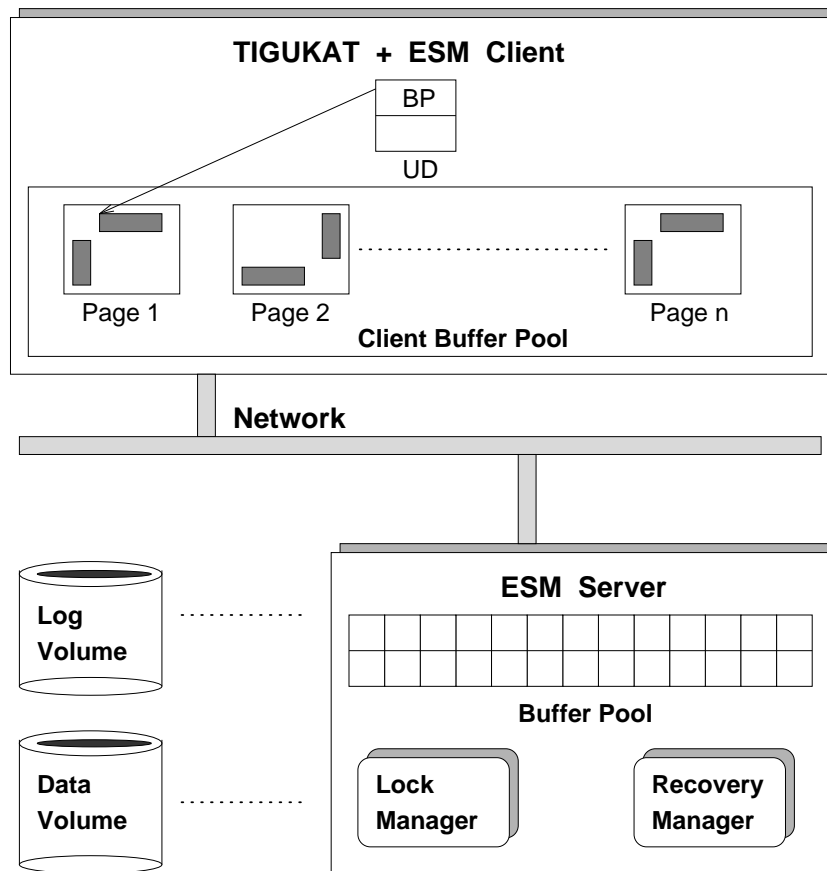 TIGUKAT + ESM Client
BP
UD
Page 1
Page 2
Page n
Client Buffer Pool
Network
ESM Server
Log
Volume
Buffer Pool
Data
Volume
Lock
Manager
Recovery
Manager